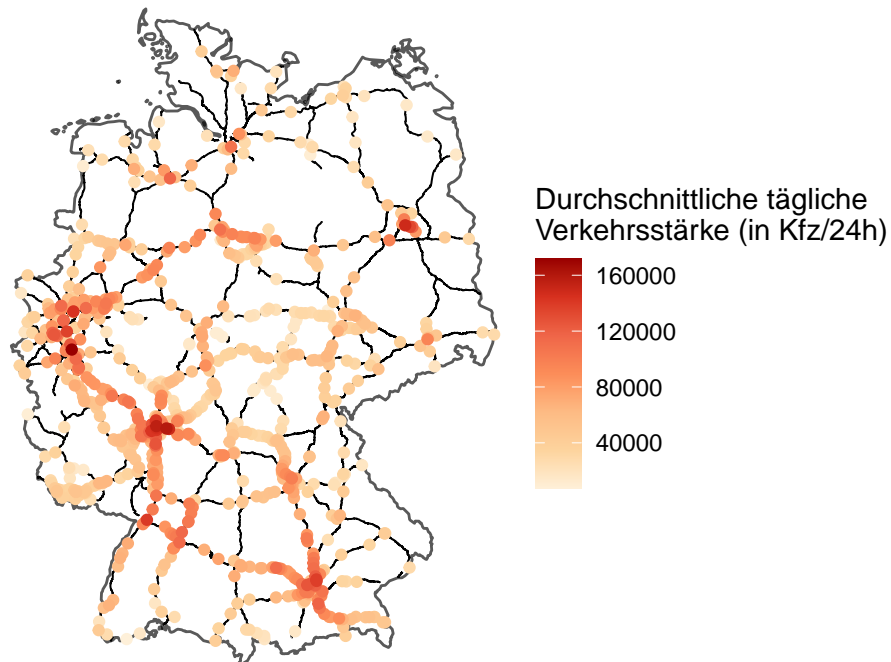 Durchschnittliche tägliche
Verkehrsstärke (in Kfz/24h)
160000
120000
80000
40000